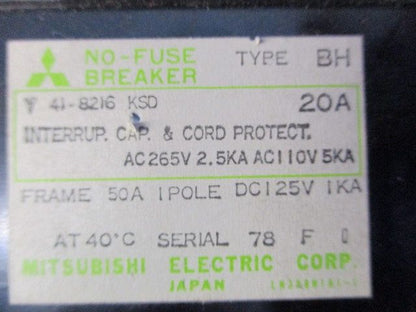 NO-FUSE TYPE BH
BREAKER
41-8216 KSD 20A
INTERRUP. CAP. & CORD PROTECT.
AC265V 2.5KA AC110V 5KA
FRAME 50A 1POLE DC125V 1KA
AT 40°C SERIAL 78 F 0
MITSUBISHI ELECTRIC CORP.
JAPAN